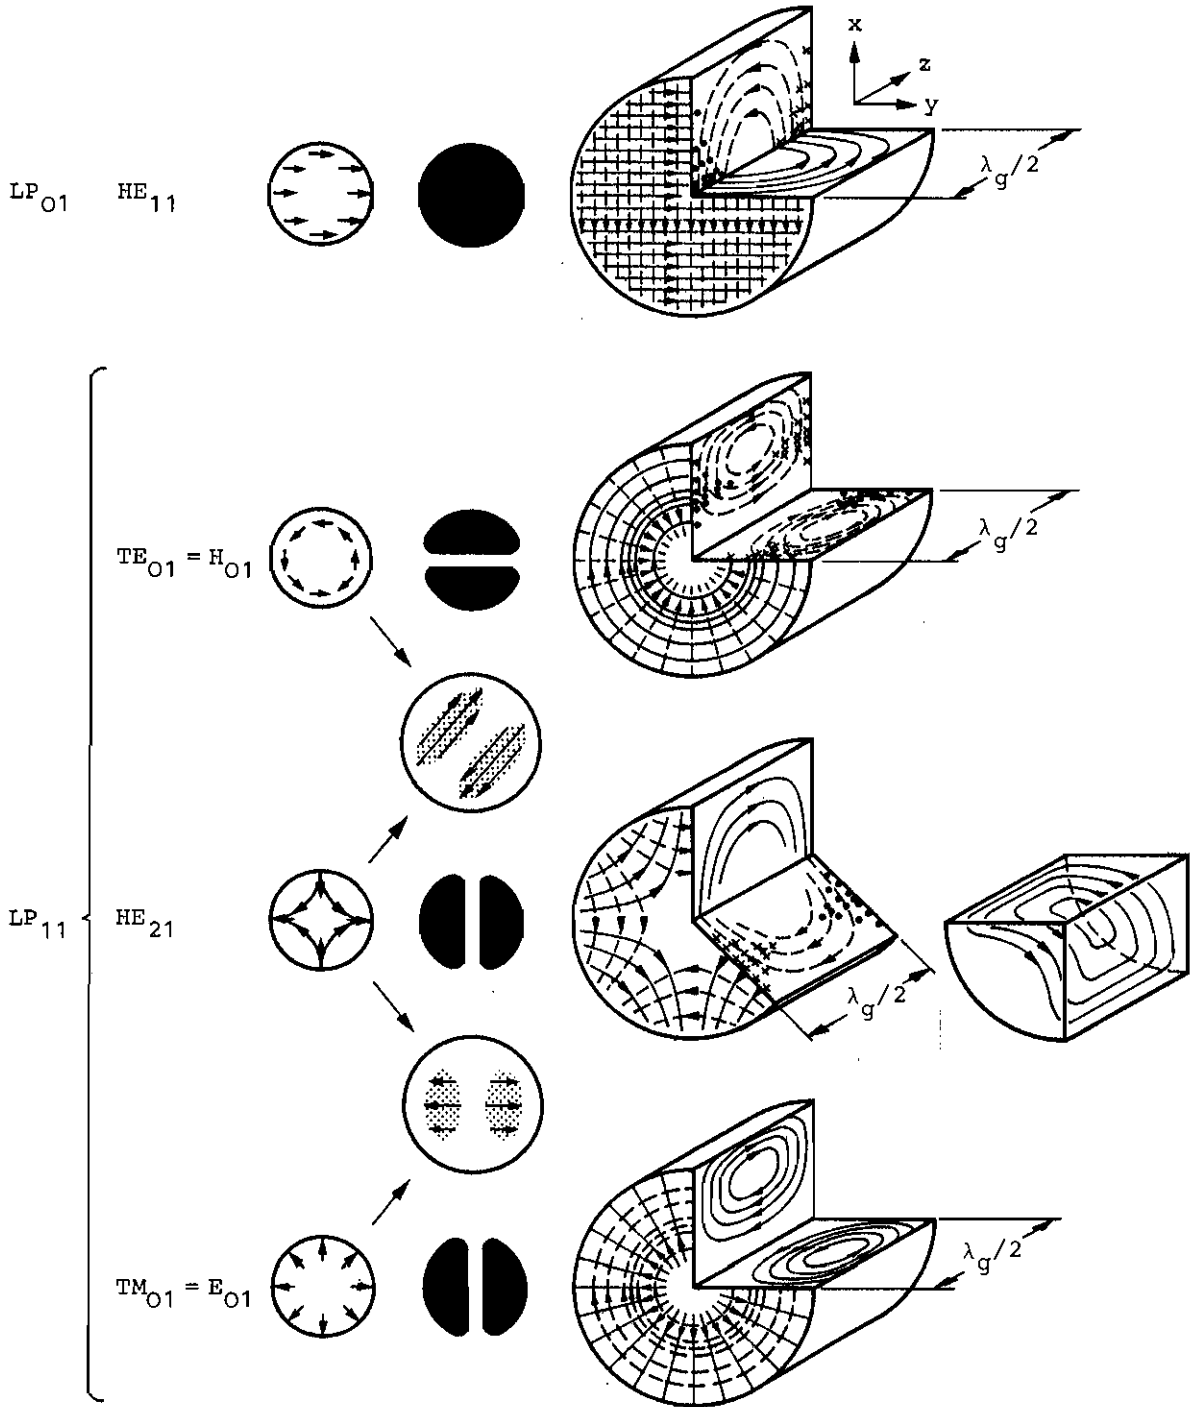 x
z
y
λg/2
LP01 HE11
TE01 = H01
λg/2
LP11
HE21
λg/2
TM01 = E01
λg/2